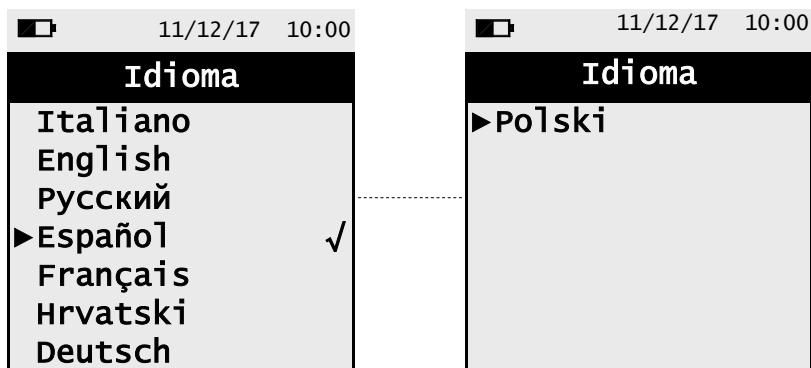 11/12/17 10:00
Idioma
Italiano
English
Русский
►Español √
Français
Hrvatski
Deutsch
11/12/17 10:00
Idioma
►Polski